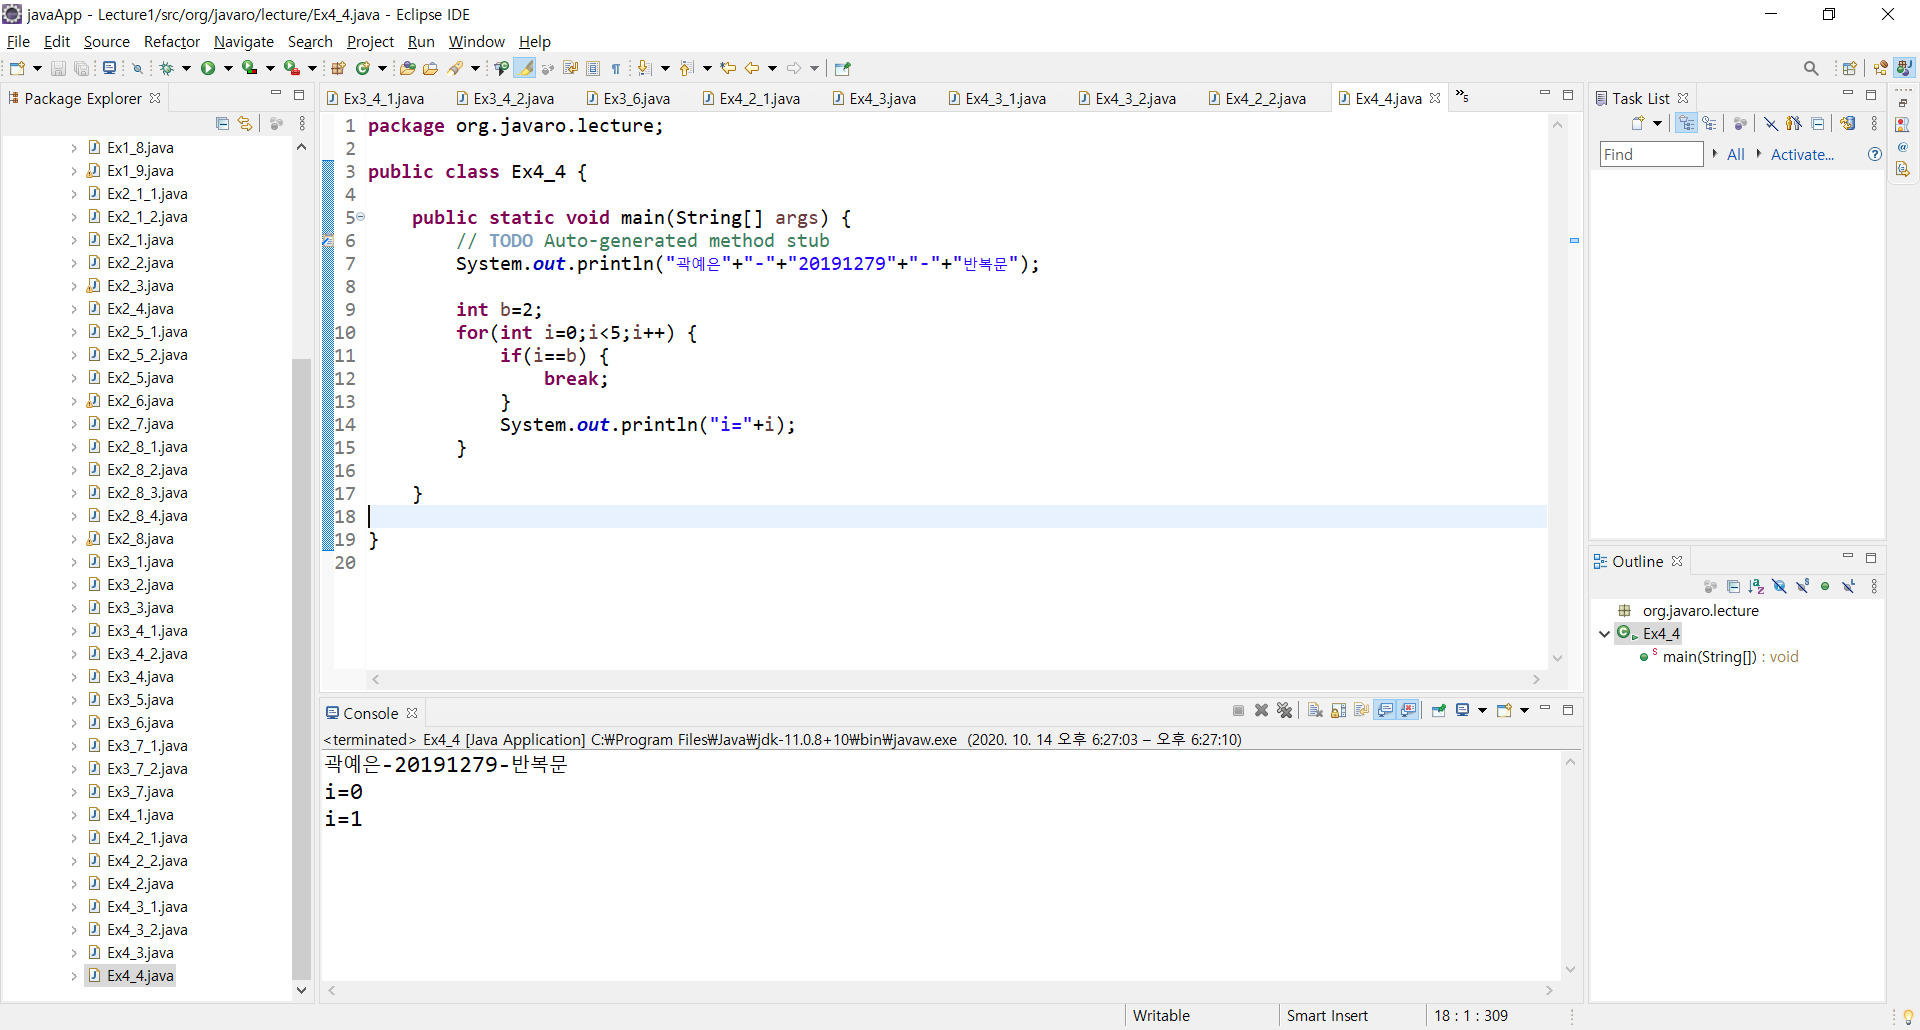 javaApp - Lecture1/src/org/javaro/lecture/Ex4_4.java - Eclipse IDE
File Edit Source Refactor Navigate Search Project Run Window Help
Package Explorer
Ex1_8.java
Ex1_9.java
Ex2_1_1.java
Ex2_1_2.java
Ex2_1.java
Ex2_2.java
Ex2_3.java
Ex2_4.java
Ex2_5_1.java
Ex2_5_2.java
Ex2_5.java
Ex2_6.java
Ex2_7.java
Ex2_8_1.java
Ex2_8_2.java
Ex2_8_3.java
Ex2_8_4.java
Ex2_8.java
Ex3_1.java
Ex3_2.java
Ex3_3.java
Ex3_4_1.java
Ex3_4_2.java
Ex3_4.java
Ex3_5.java
Ex3_6.java
Ex3_7_1.java
Ex3_7_2.java
Ex3_7.java
Ex4_1.java
Ex4_2_1.java
Ex4_2_2.java
Ex4_2.java
Ex4_3_1.java
Ex4_3_2.java
Ex4_3.java
Ex4_4.java
Ex3_4_1.java Ex3_4_2.java Ex3_6.java Ex4_2_1.java Ex4_3.java Ex4_3_1.java Ex4_3_2.java Ex4_2_2.java Ex4_4.java »5
1 package org.javaro.lecture;
2
3 public class Ex4_4 {
4
5 public static void main(String[] args) {
6 // TODO Auto-generated method stub
7 System.out.println("곽예은"+"-"+"20191279"+"-"+"반복문");
8
9 int b=2;
10 for(int i=0;i<5;i++) {
11 if(i==b) {
12 break;
13 }
14 System.out.println("i="+i);
15 }
16
17 }
18
19 }
20
Console
<terminated> Ex4_4 [Java Application] C:₩Program Files₩Java₩jdk-11.0.8+10₩bin₩javaw.exe (2020. 10. 14 오후 6:27:03 – 오후 6:27:10)
곽예은-20191279-반복문
i=0
i=1
Task List
Find All Activate...
Outline
org.javaro.lecture
Ex4_4
main(String[]) : void
Writable Smart Insert 18 : 1 : 309